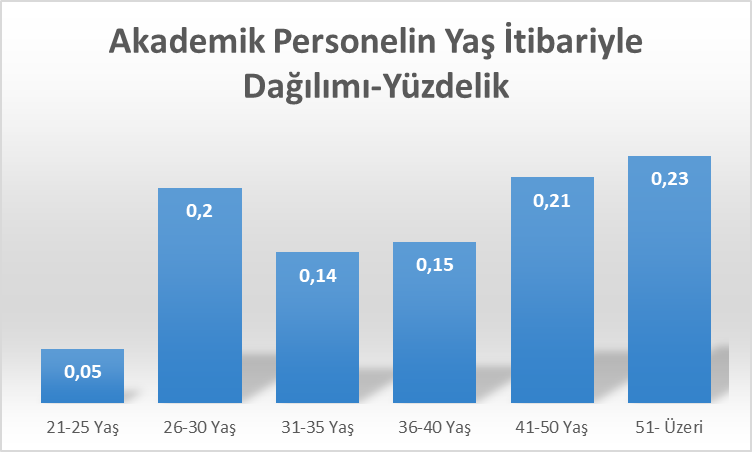 Akademik Personelin Yaş İtibariyle
Dağılımı-Yüzdelik
0,05
0,2
0,14
0,15
0,21
0,23
21-25 Yaş
26-30 Yaş
31-35 Yaş
36-40 Yaş
41-50 Yaş
51- Üzeri